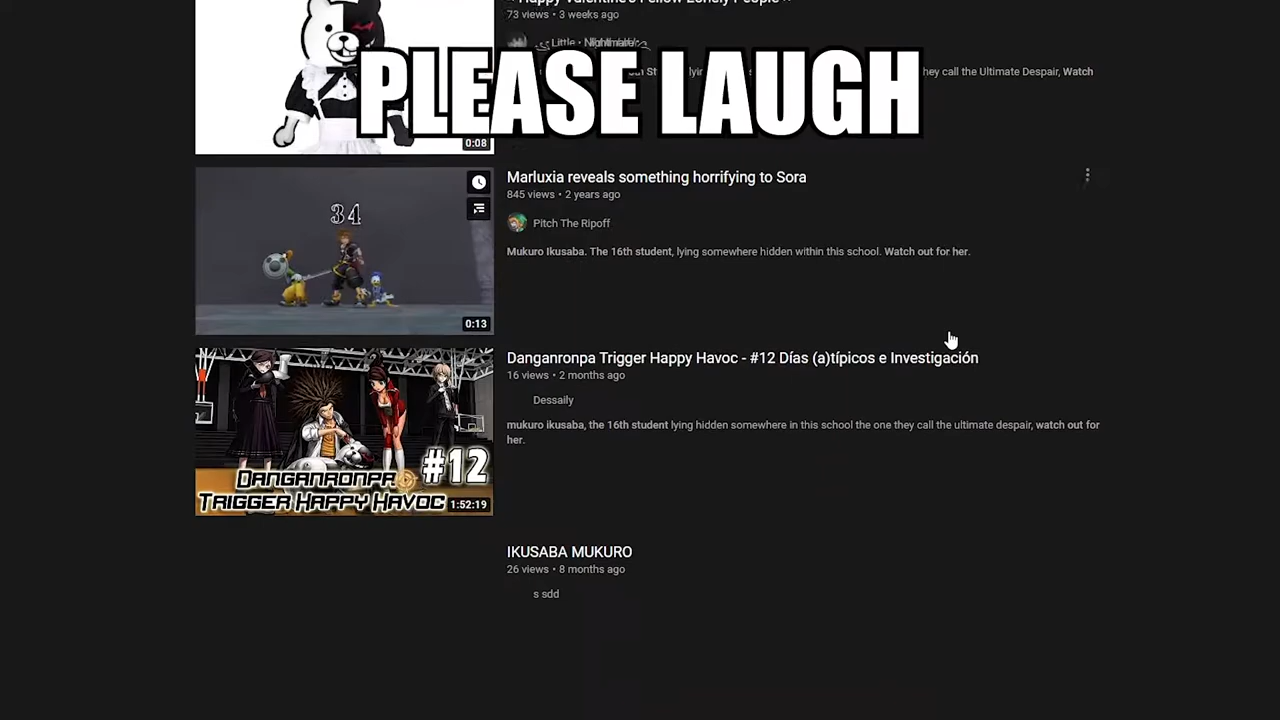 73 views • 3 weeks ago
PLEASE LAUGH
they call the Ultimate Despair, Watch
0:08
Marluxia reveals something horrifying to Sora
845 views • 2 years ago
34
Pitch The Ripoff
Mukuro Ikusaba. The 16th student, lying somewhere hidden within this school. Watch out for her.
0:13
Danganronpa Trigger Happy Havoc - #12 Días (a)típicos e Investigación
16 views • 2 months ago
Dessaily
mukuro ikusaba, the 16th student lying hidden somewhere in this school the one they call the ultimate despair, watch out for
her.
#12
DANGANRONPA
TRIGGER HAPPY HAVOC
1:52:19
IKUSABA MUKURO
26 views • 8 months ago
s sdd